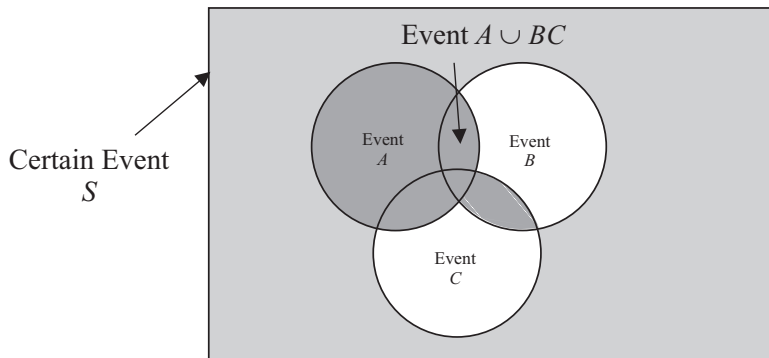 Event A ∪ BC
Event
A
Event
B
Certain Event
S
Event
C